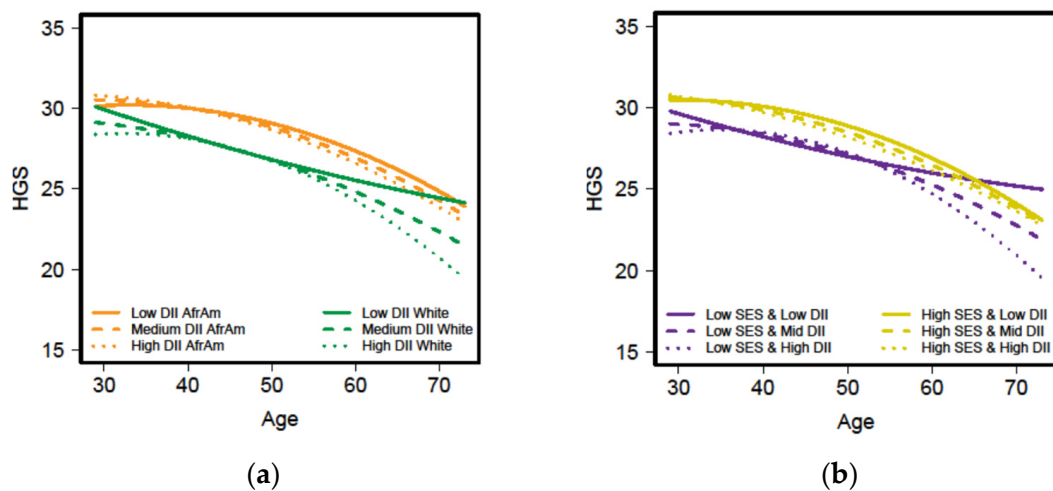 35
30
25
20
15
HGS
Low DII AfrAm
Medium DII AfrAm
High DII AfrAm
Low DII White
Medium DII White
High DII White
30 40 50 60 70
Age
(a)
35
30
25
20
15
HGS
Low SES & Low DII
Low SES & Mid DII
Low SES & High DII
High SES & Low DII
High SES & Mid DII
High SES & High DII
30 40 50 60 70
Age
(b)